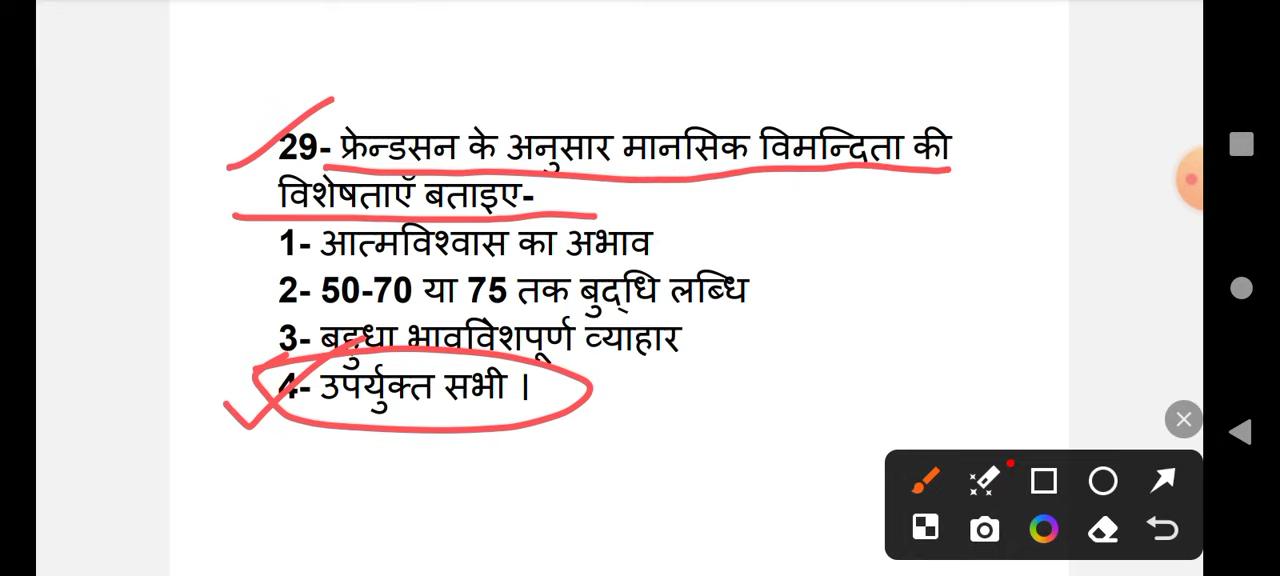 29- फ्रेन्डसन के अनुसार मानसिक विमन्दिता की
विशेषताएँ बताइए-
1- आत्मविश्वास का अभाव
2- 50-70 या 75 तक बुद्धि लब्धि
3- बहुधा भावविेशपूर्ण व्याहार
4- उपर्युक्त सभी ।